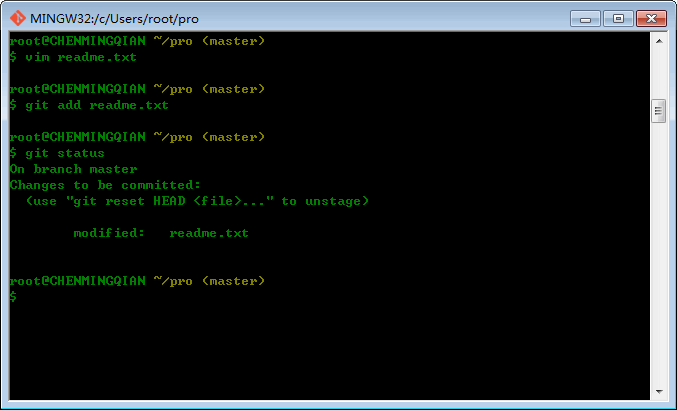 MINGW32:/c/Users/root/pro
root@CHENMINGQIAN ~/pro (master)
$ vim readme.txt
root@CHENMINGQIAN ~/pro (master)
$ git add readme.txt
root@CHENMINGQIAN ~/pro (master)
$ git status
On branch master
Changes to be committed:
  (use "git reset HEAD <file>..." to unstage)
        modified:   readme.txt
root@CHENMINGQIAN ~/pro (master)
$